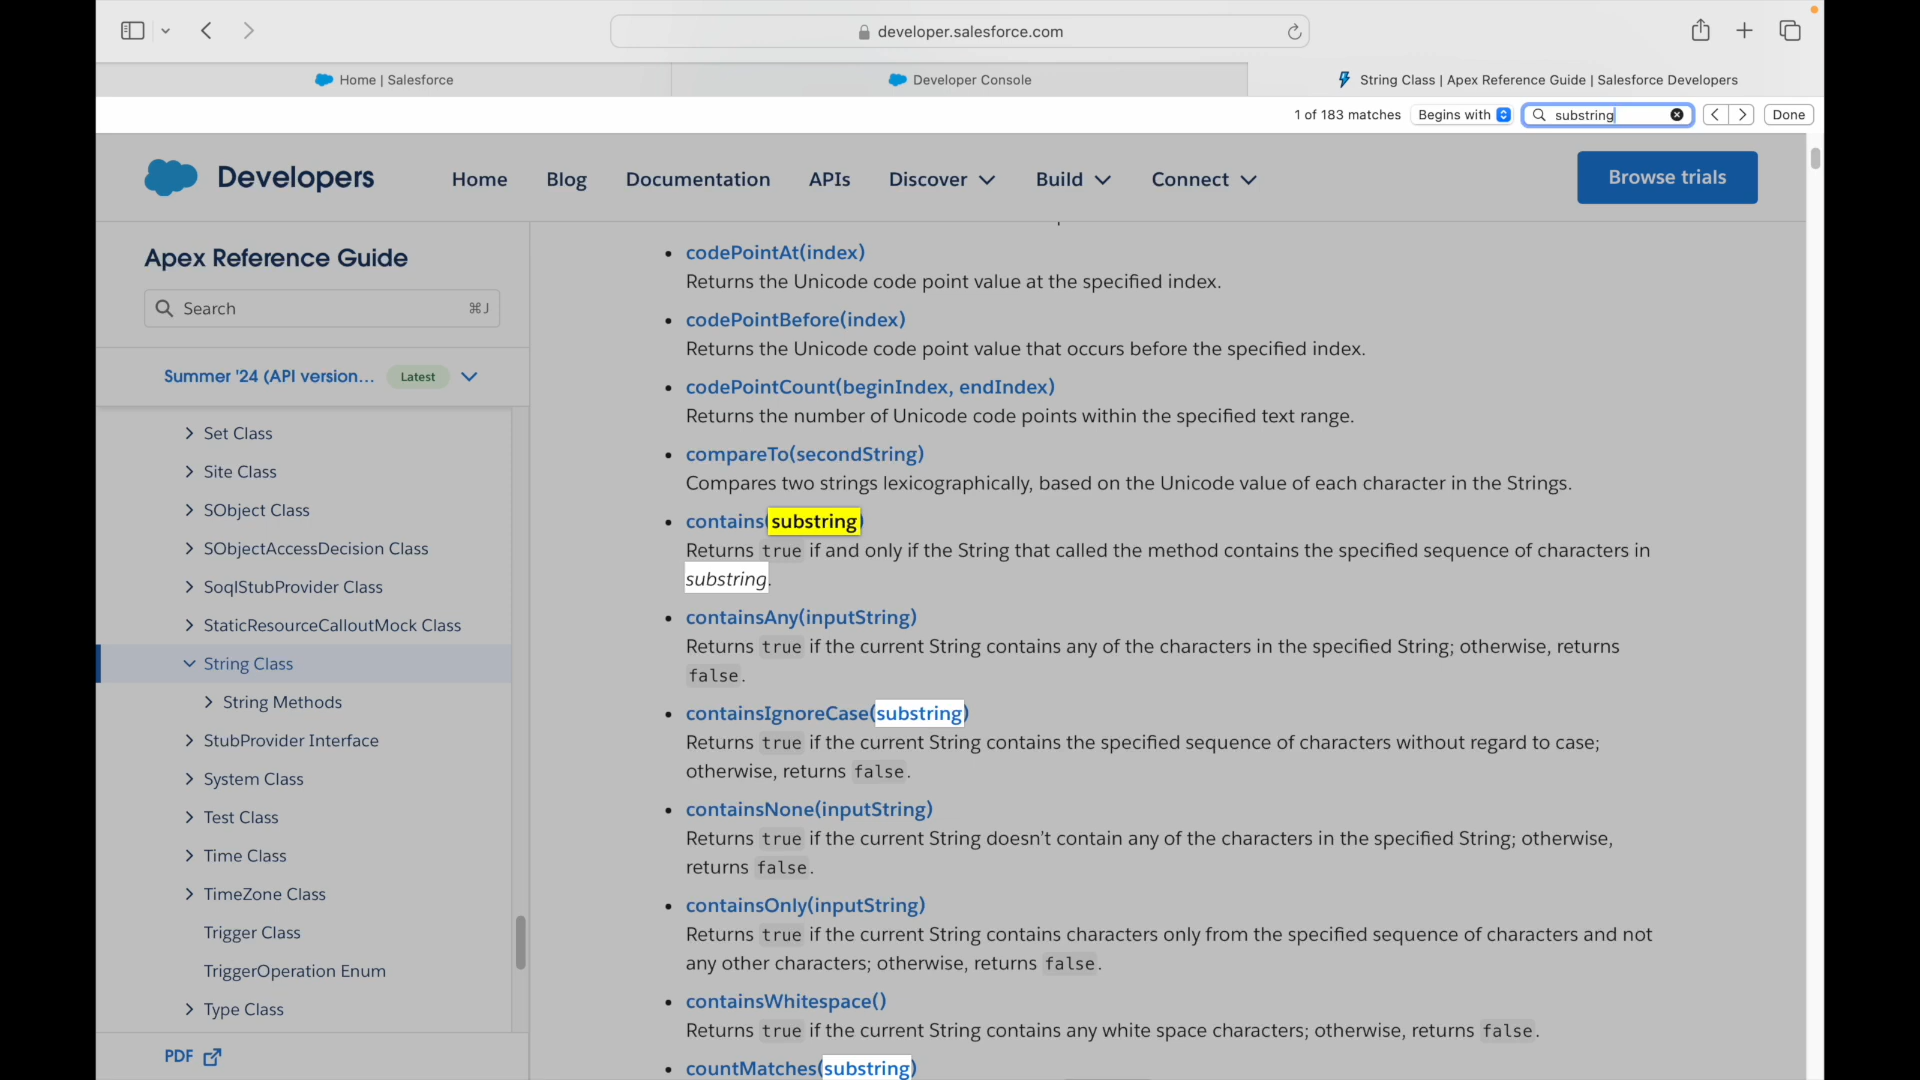 developer.salesforce.com
Home | Salesforce
Developer Console
String Class | Apex Reference Guide | Salesforce Developers
1 of 183 matches
Begins with
substring
Done
Developers
Home
Blog
Documentation
APIs
Discover
Build
Connect
Browse trials
Apex Reference Guide
Search
⌘J
Summer '24 (API version...
Latest
Set Class
Site Class
SObject Class
SObjectAccessDecision Class
SoqlStubProvider Class
StaticResourceCalloutMock Class
String Class
String Methods
StubProvider Interface
System Class
Test Class
Time Class
TimeZone Class
Trigger Class
TriggerOperation Enum
Type Class
PDF
codePointAt(index)
Returns the Unicode code point value at the specified index.
codePointBefore(index)
Returns the Unicode code point value that occurs before the specified index.
codePointCount(beginIndex, endIndex)
Returns the number of Unicode code points within the specified text range.
compareTo(secondString)
Compares two strings lexicographically, based on the Unicode value of each character in the Strings.
contains(substring)
Returns true if and only if the String that called the method contains the specified sequence of characters in
substring.
containsAny(inputString)
Returns true if the current String contains any of the characters in the specified String; otherwise, returns
false.
containsIgnoreCase(substring)
Returns true if the current String contains the specified sequence of characters without regard to case;
otherwise, returns false.
containsNone(inputString)
Returns true if the current String doesn’t contain any of the characters in the specified String; otherwise,
returns false.
containsOnly(inputString)
Returns true if the current String contains characters only from the specified sequence of characters and not
any other characters; otherwise, returns false.
containsWhitespace()
Returns true if the current String contains any white space characters; otherwise, returns false.
countMatches(substring)